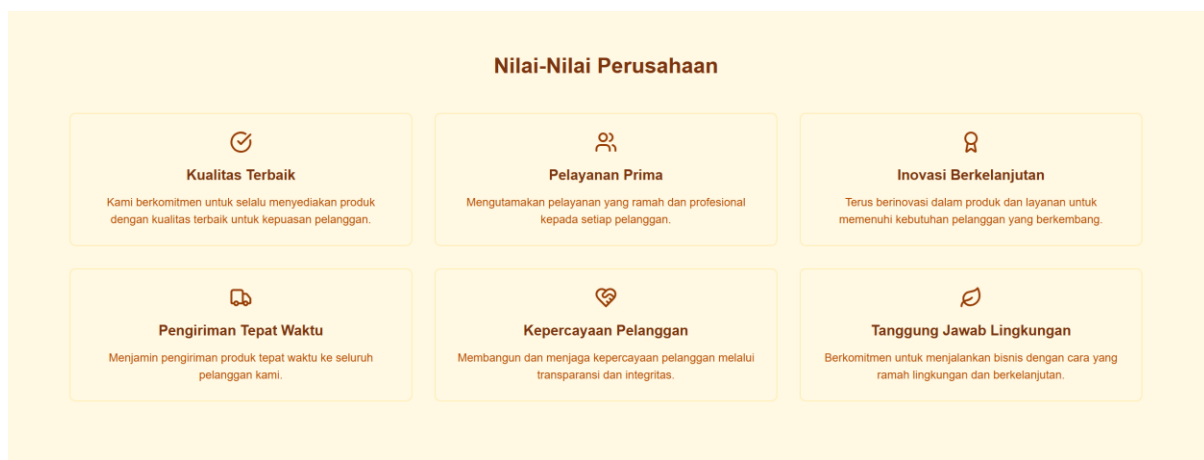 Nilai-Nilai Perusahaan
Kualitas Terbaik
Kami berkomitmen untuk selalu menyediakan produk
dengan kualitas terbaik untuk kepuasan pelanggan.
Pelayanan Prima
Mengutamakan pelayanan yang ramah dan profesional
kepada setiap pelanggan.
Inovasi Berkelanjutan
Terus berinovasi dalam produk dan layanan untuk
memenuhi kebutuhan pelanggan yang berkembang.
Pengiriman Tepat Waktu
Menjamin pengiriman produk tepat waktu ke seluruh
pelanggan kami.
Kepercayaan Pelanggan
Membangun dan menjaga kepercayaan pelanggan melalui
transparansi dan integritas.
Tanggung Jawab Lingkungan
Berkomitmen untuk menjalankan bisnis dengan cara yang
ramah lingkungan dan berkelanjutan.